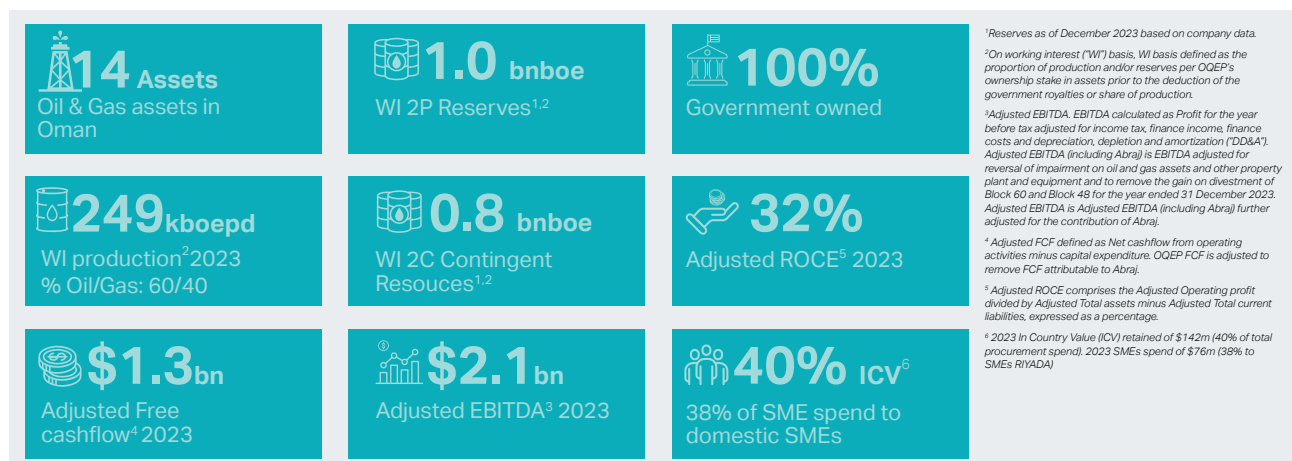 14 Assets
Oil & Gas assets in
Oman
1.0 bnboe
WI 2P Reserves1,2
100%
Government owned
249kboepd
WI production2 2023
% Oil/Gas: 60/40
0.8 bnboe
WI 2C Contingent
Resouces1,2
32%
Adjusted ROCE5 2023
$1.3bn
Adjusted Free
cashflow4 2023
$2.1bn
Adjusted EBITDA3 2023
40% ICV6
38% of SME spend to
domestic SMEs
1Reserves as of December 2023 based on company data.
2On working interest ("WI") basis, WI basis defined as the
proportion of production and/or reserves per OQEP's
ownership stake in assets prior to the deduction of the
government royalties or share of production.
3Adjusted EBITDA. EBITDA calculated as Profit for the year
before tax adjusted for income tax, finance income, finance
costs and depreciation, depletion and amortization ("DD&A").
Adjusted EBITDA (including Abraj) is EBITDA adjusted for
reversal of impairment on oil and gas assets and other property
plant and equipment and to remove the gain on divestment of
Block 60 and Block 48 for the year ended 31 December 2023.
Adjusted EBITDA is Adjusted EBITDA (including Abraj) further
adjusted for the contribution of Abraj.
4 Adjusted FCF defined as Net cashflow from operating
activities minus capital expenditure. OQEP FCF is adjusted to
remove FCF attributable to Abraj.
5 Adjusted ROCE comprises the Adjusted Operating profit
divided by Adjusted Total assets minus Adjusted Total current
liabilities, expressed as a percentage.
6 2023 In Country Value (ICV) retained of $142m (40% of total
procurement spend). 2023 SMEs spend of $76m (38% to
SMEs RIYADA)